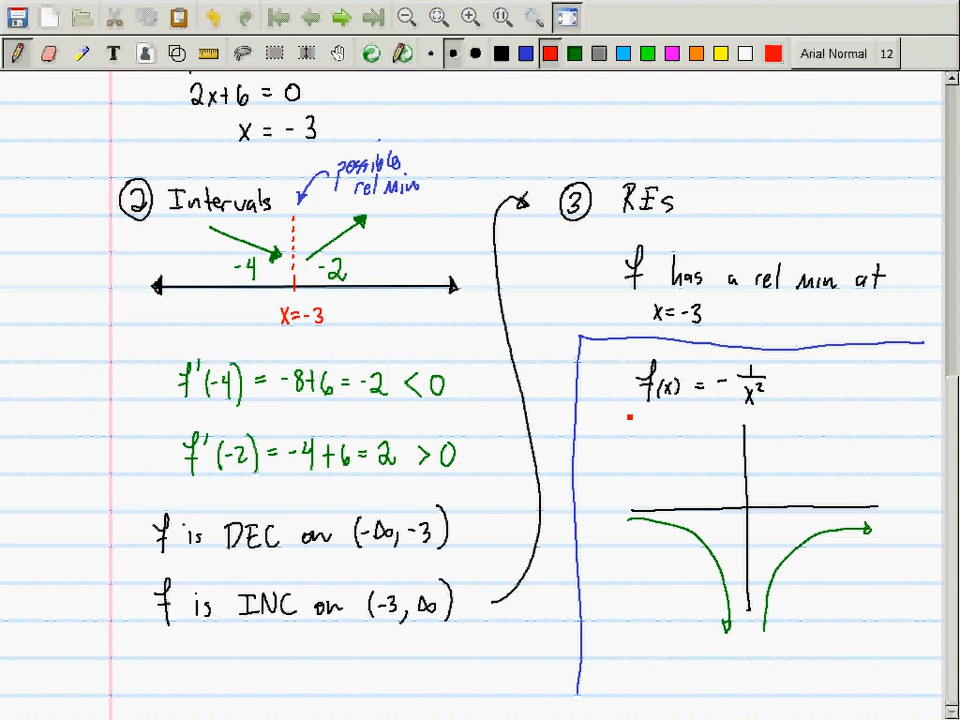 Arial Normal 12
2x+6 = 0
x = -3
possible
rel min
② Intervals
-4 -2
x=-3
f'(-4) = -8+6 = -2 < 0
f'(-2) = -4+6 = 2 > 0
f is DEC on (-∞, -3)
f is INC on (-3, ∞)
③ REs
f has a rel min at
x=-3
f(x) = - 1/x²